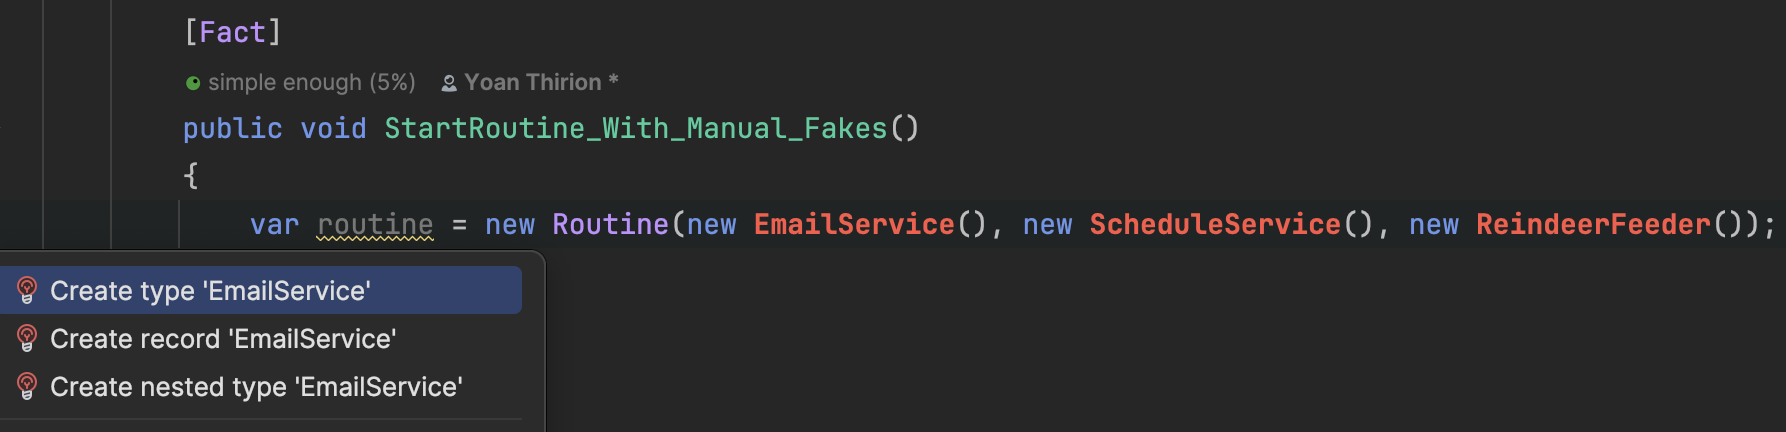 [Fact]
simple enough (5%) Yoan Thirion *
public void StartRoutine_With_Manual_Fakes()
{
var routine = new Routine(new EmailService(), new ScheduleService(), new ReindeerFeeder());
Create type 'EmailService'
Create record 'EmailService'
Create nested type 'EmailService'